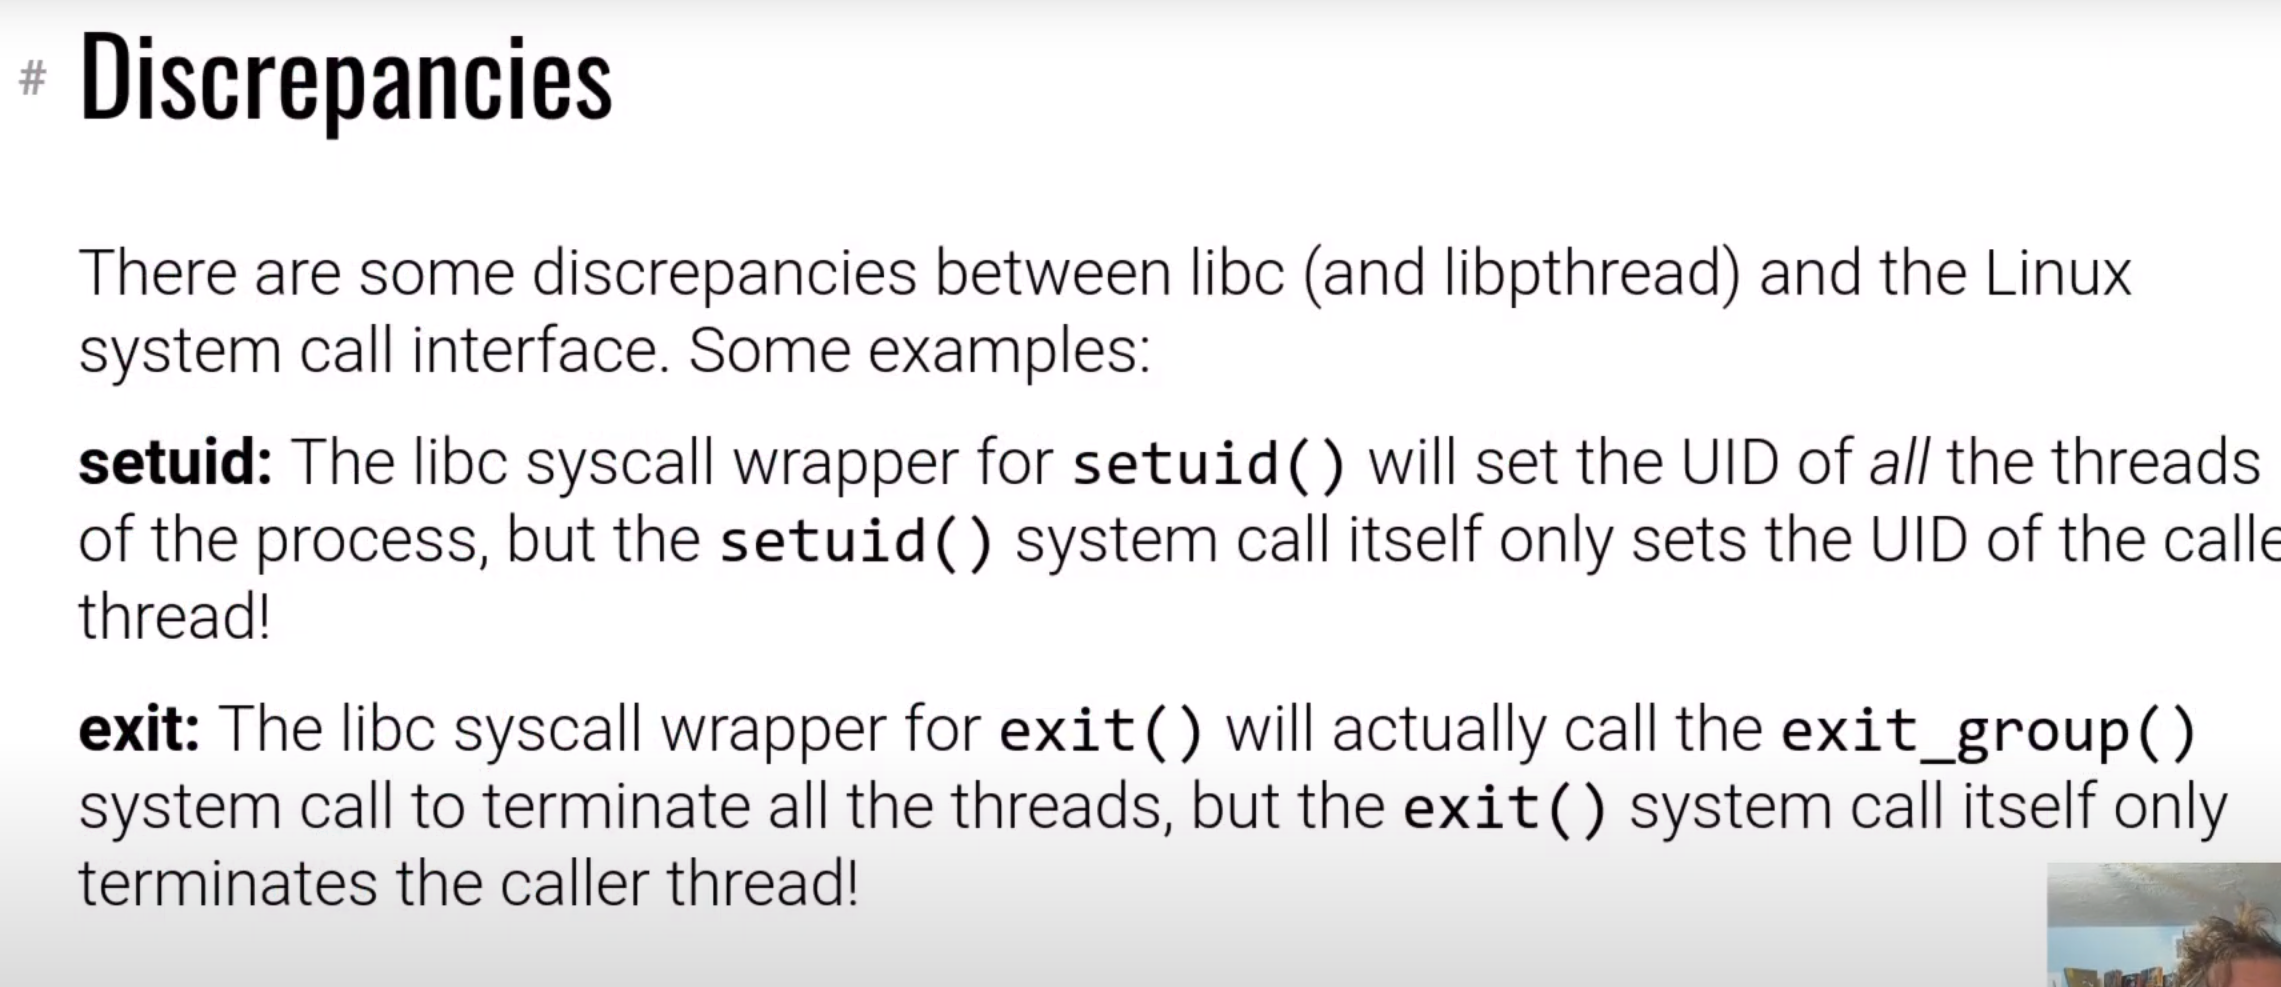 # Discrepancies
There are some discrepancies between libc (and libpthread) and the Linux
system call interface. Some examples:
setuid: The libc syscall wrapper for setuid() will set the UID of all the threads
of the process, but the setuid() system call itself only sets the UID of the calle
thread!
exit: The libc syscall wrapper for exit() will actually call the exit_group()
system call to terminate all the threads, but the exit() system call itself only
terminates the caller thread!